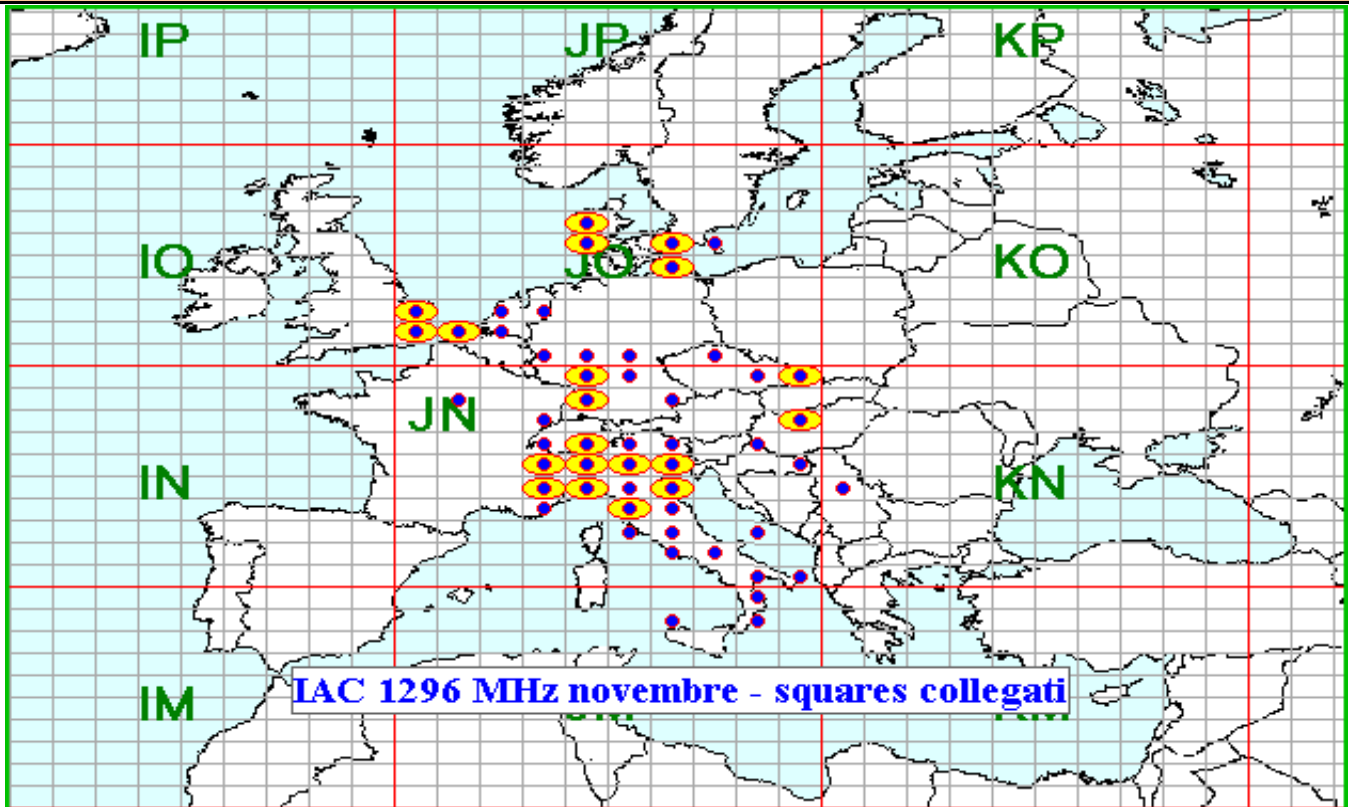 IP JP KP
IO JO KO
JN
IN KN
IAC 1296 MHz novembre - squares collegati
IM